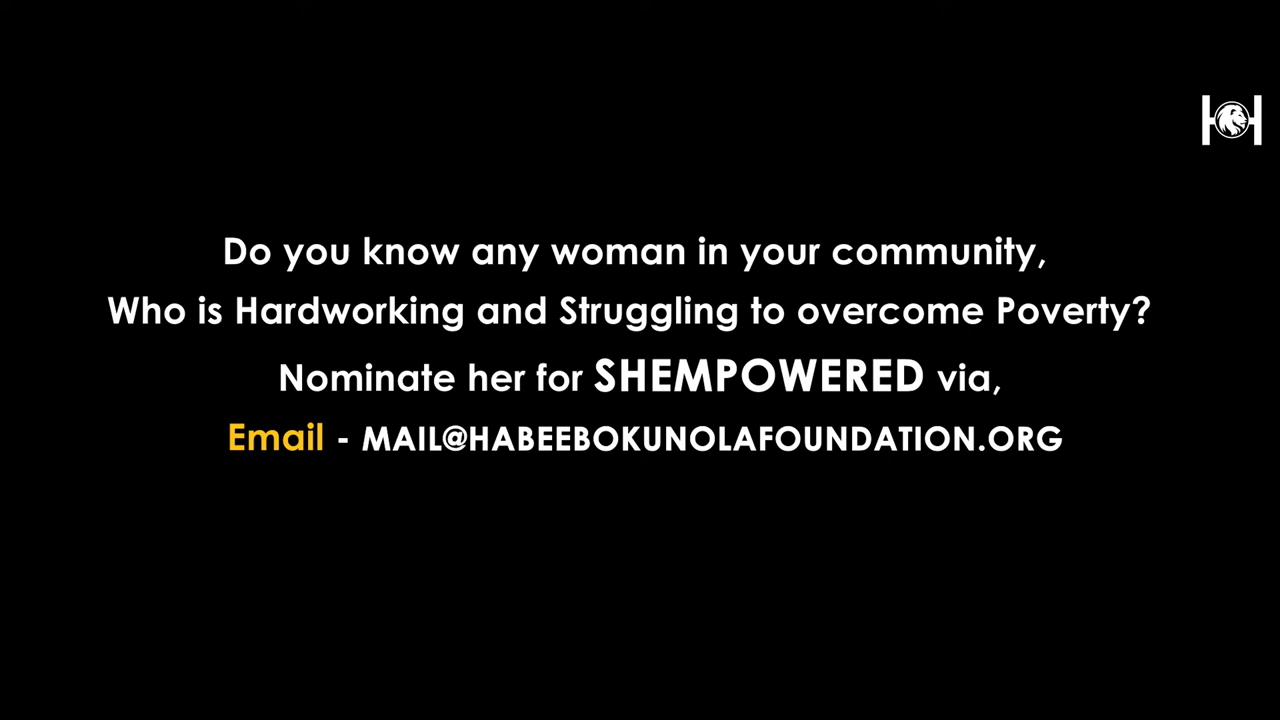 Do you know any woman in your community,
Who is Hardworking and Struggling to overcome Poverty?
Nominate her for SHEMPOWERED via,
Email - MAIL@HABEEBOKUNOLAFOUNDATION.ORG